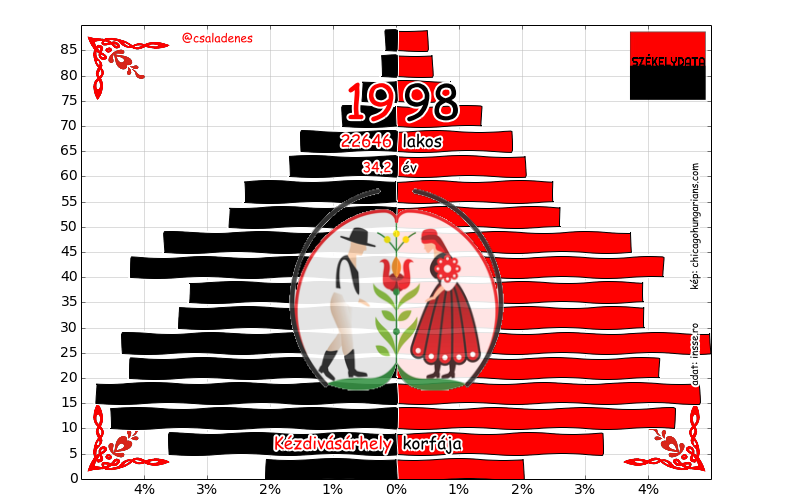 @csaladenes
SZÉKELYDATA
1998
22646 lakos
34.2 év
kép: chicagohungarians.com
adat: insse.ro
Kézdivásárhely korfája
85
80
75
70
65
60
55
50
45
40
35
30
25
20
15
10
5
0
4% 3% 2% 1% 0% 1% 2% 3% 4%